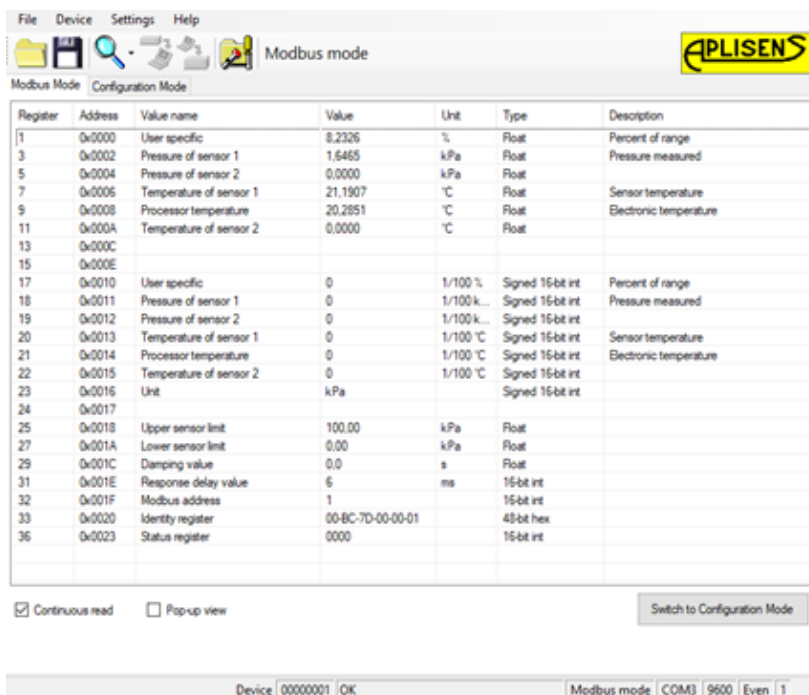 File Device Settings Help
Modbus mode
APLISENS
Modbus Mode Configuration Mode
Register Address Value name Value Unit Type Description
1 0x0000 User specific 8,2326 % Float Percent of range
3 0x0002 Pressure of sensor 1 1,6465 kPa Float Pressure measured
5 0x0004 Pressure of sensor 2 0,0000 kPa Float
7 0x0006 Temperature of sensor 1 21,1907 °C Float Sensor temperature
9 0x0008 Processor temperature 20,2851 °C Float Electronic temperature
11 0x000A Temperature of sensor 2 0,0000 °C Float
13 0x000C
15 0x000E
17 0x0010 User specific 0 1/100 % Signed 16-bit int Percent of range
18 0x0011 Pressure of sensor 1 0 1/100 k... Signed 16-bit int Pressure measured
19 0x0012 Pressure of sensor 2 0 1/100 k... Signed 16-bit int
20 0x0013 Temperature of sensor 1 0 1/100 °C Signed 16-bit int Sensor temperature
21 0x0014 Processor temperature 0 1/100 °C Signed 16-bit int Electronic temperature
22 0x0015 Temperature of sensor 2 0 1/100 °C Signed 16-bit int
23 0x0016 Unit kPa Signed 16-bit int
24 0x0017
25 0x0018 Upper sensor limit 100,00 kPa Float
27 0x001A Lower sensor limit 0,00 kPa Float
29 0x001C Damping value 0,0 s Float
31 0x001E Response delay value 6 ms 16-bit int
32 0x001F Modbus address 1 16-bit int
33 0x0020 Identity register 00-BC-7D-00-00-01 48-bit hex
36 0x0023 Status register 0000 16-bit int
Continuous read Pop-up view Switch to Configuration Mode
Device 00000001 OK Modbus mode COM3 9600 Even 1